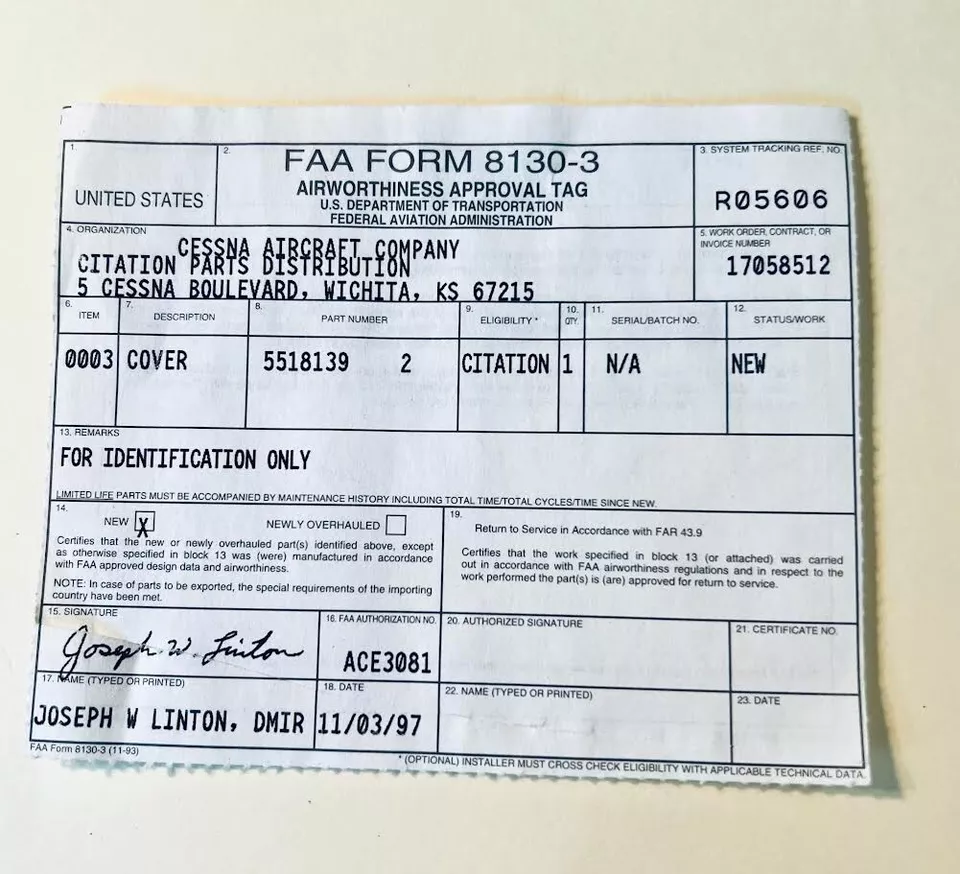 1.
UNITED STATES
2.
FAA FORM 8130-3
AIRWORTHINESS APPROVAL TAG
U.S. DEPARTMENT OF TRANSPORTATION
FEDERAL AVIATION ADMINISTRATION
3. SYSTEM TRACKING REF. NO.
R05606
4. ORGANIZATION
CESSNA AIRCRAFT COMPANY
CITATION PARTS DISTRIBUTION
5 CESSNA BOULEVARD, WICHITA, KS 67215
5. WORK ORDER, CONTRACT, OR
INVOICE NUMBER
17058512
6. ITEM
7. DESCRIPTION
8. PART NUMBER
9. ELIGIBILITY *
10. QTY.
11. SERIAL/BATCH NO.
12. STATUS/WORK
0003 COVER 5518139 2 CITATION 1 N/A NEW
13. REMARKS
FOR IDENTIFICATION ONLY
LIMITED LIFE PARTS MUST BE ACCOMPANIED BY MAINTENANCE HISTORY INCLUDING TOTAL TIME/TOTAL CYCLES/TIME SINCE NEW.
14.
NEW X NEWLY OVERHAULED
Certifies that the new or newly overhauled part(s) identified above, except
as otherwise specified in block 13 was (were) manufactured in accordance
with FAA approved design data and airworthiness.
NOTE: In case of parts to be exported, the special requirements of the importing
country have been met.
19.
Return to Service in Accordance with FAR 43.9
Certifies that the work specified in block 13 (or attached) was carried
out in accordance with FAA airworthiness regulations and in respect to the
work performed the part(s) is (are) approved for return to service.
15. SIGNATURE
Joseph W. Linton
16. FAA AUTHORIZATION NO.
ACE3081
20. AUTHORIZED SIGNATURE
21. CERTIFICATE NO.
17. NAME (TYPED OR PRINTED)
JOSEPH W LINTON, DMIR
18. DATE
11/03/97
22. NAME (TYPED OR PRINTED)
23. DATE
FAA Form 8130-3 (11-93)
* (OPTIONAL) INSTALLER MUST CROSS CHECK ELIGIBILITY WITH APPLICABLE TECHNICAL DATA.